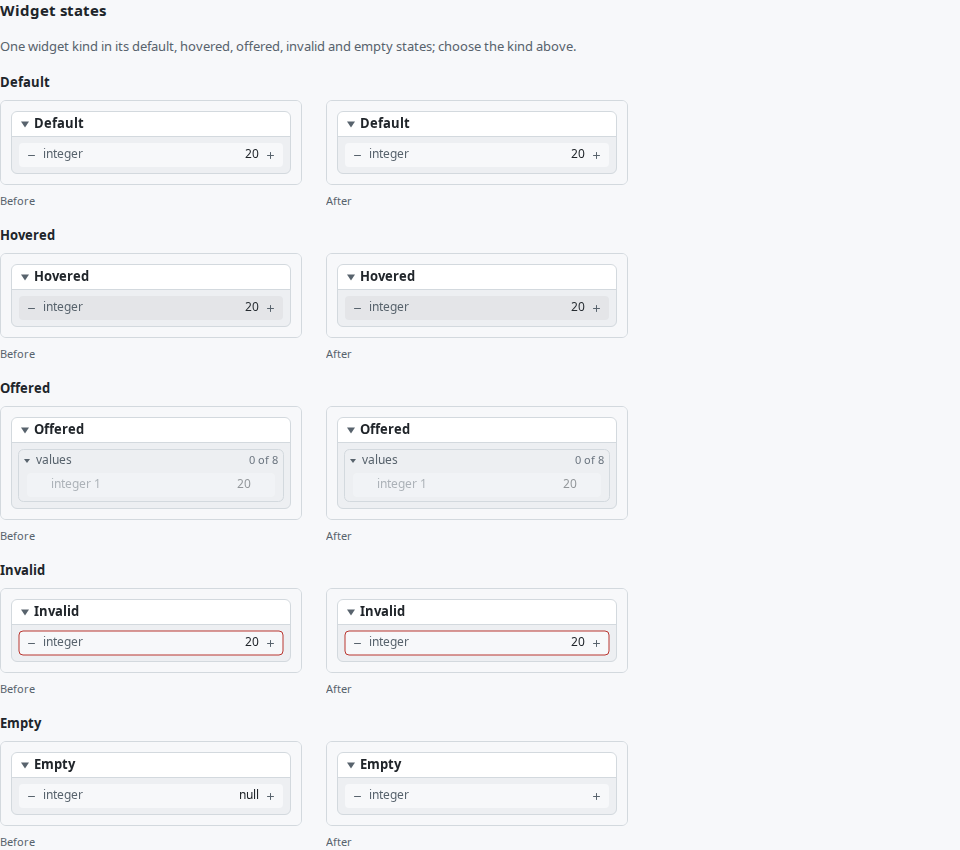 Widget states
One widget kind in its default, hovered, offered, invalid and empty states; choose the kind above.
Default
Default Default
− integer 20 + − integer 20 +
Before After
Hovered
Hovered Hovered
− integer 20 + − integer 20 +
Before After
Offered
Offered Offered
values 0 of 8 values 0 of 8
integer 1 20 integer 1 20
Before After
Invalid
Invalid Invalid
− integer 20 + − integer 20 +
Before After
Empty
Empty Empty
− integer null + − integer +
Before After